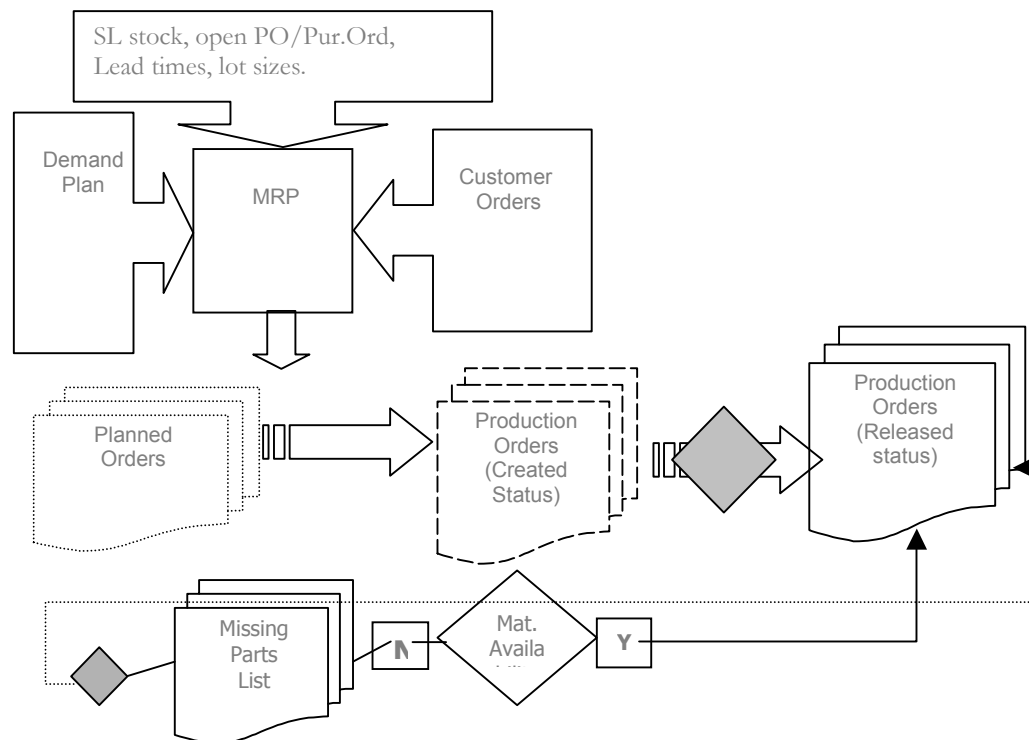 SL stock, open PO/Pur.Ord,
Lead times, lot sizes.
Demand
Plan
MRP
Customer
Orders
Planned
Orders
Production
Orders
(Created
Status)
Production
Orders
(Released
status)
Missing
Parts
List
N
Mat.
Availa
Y